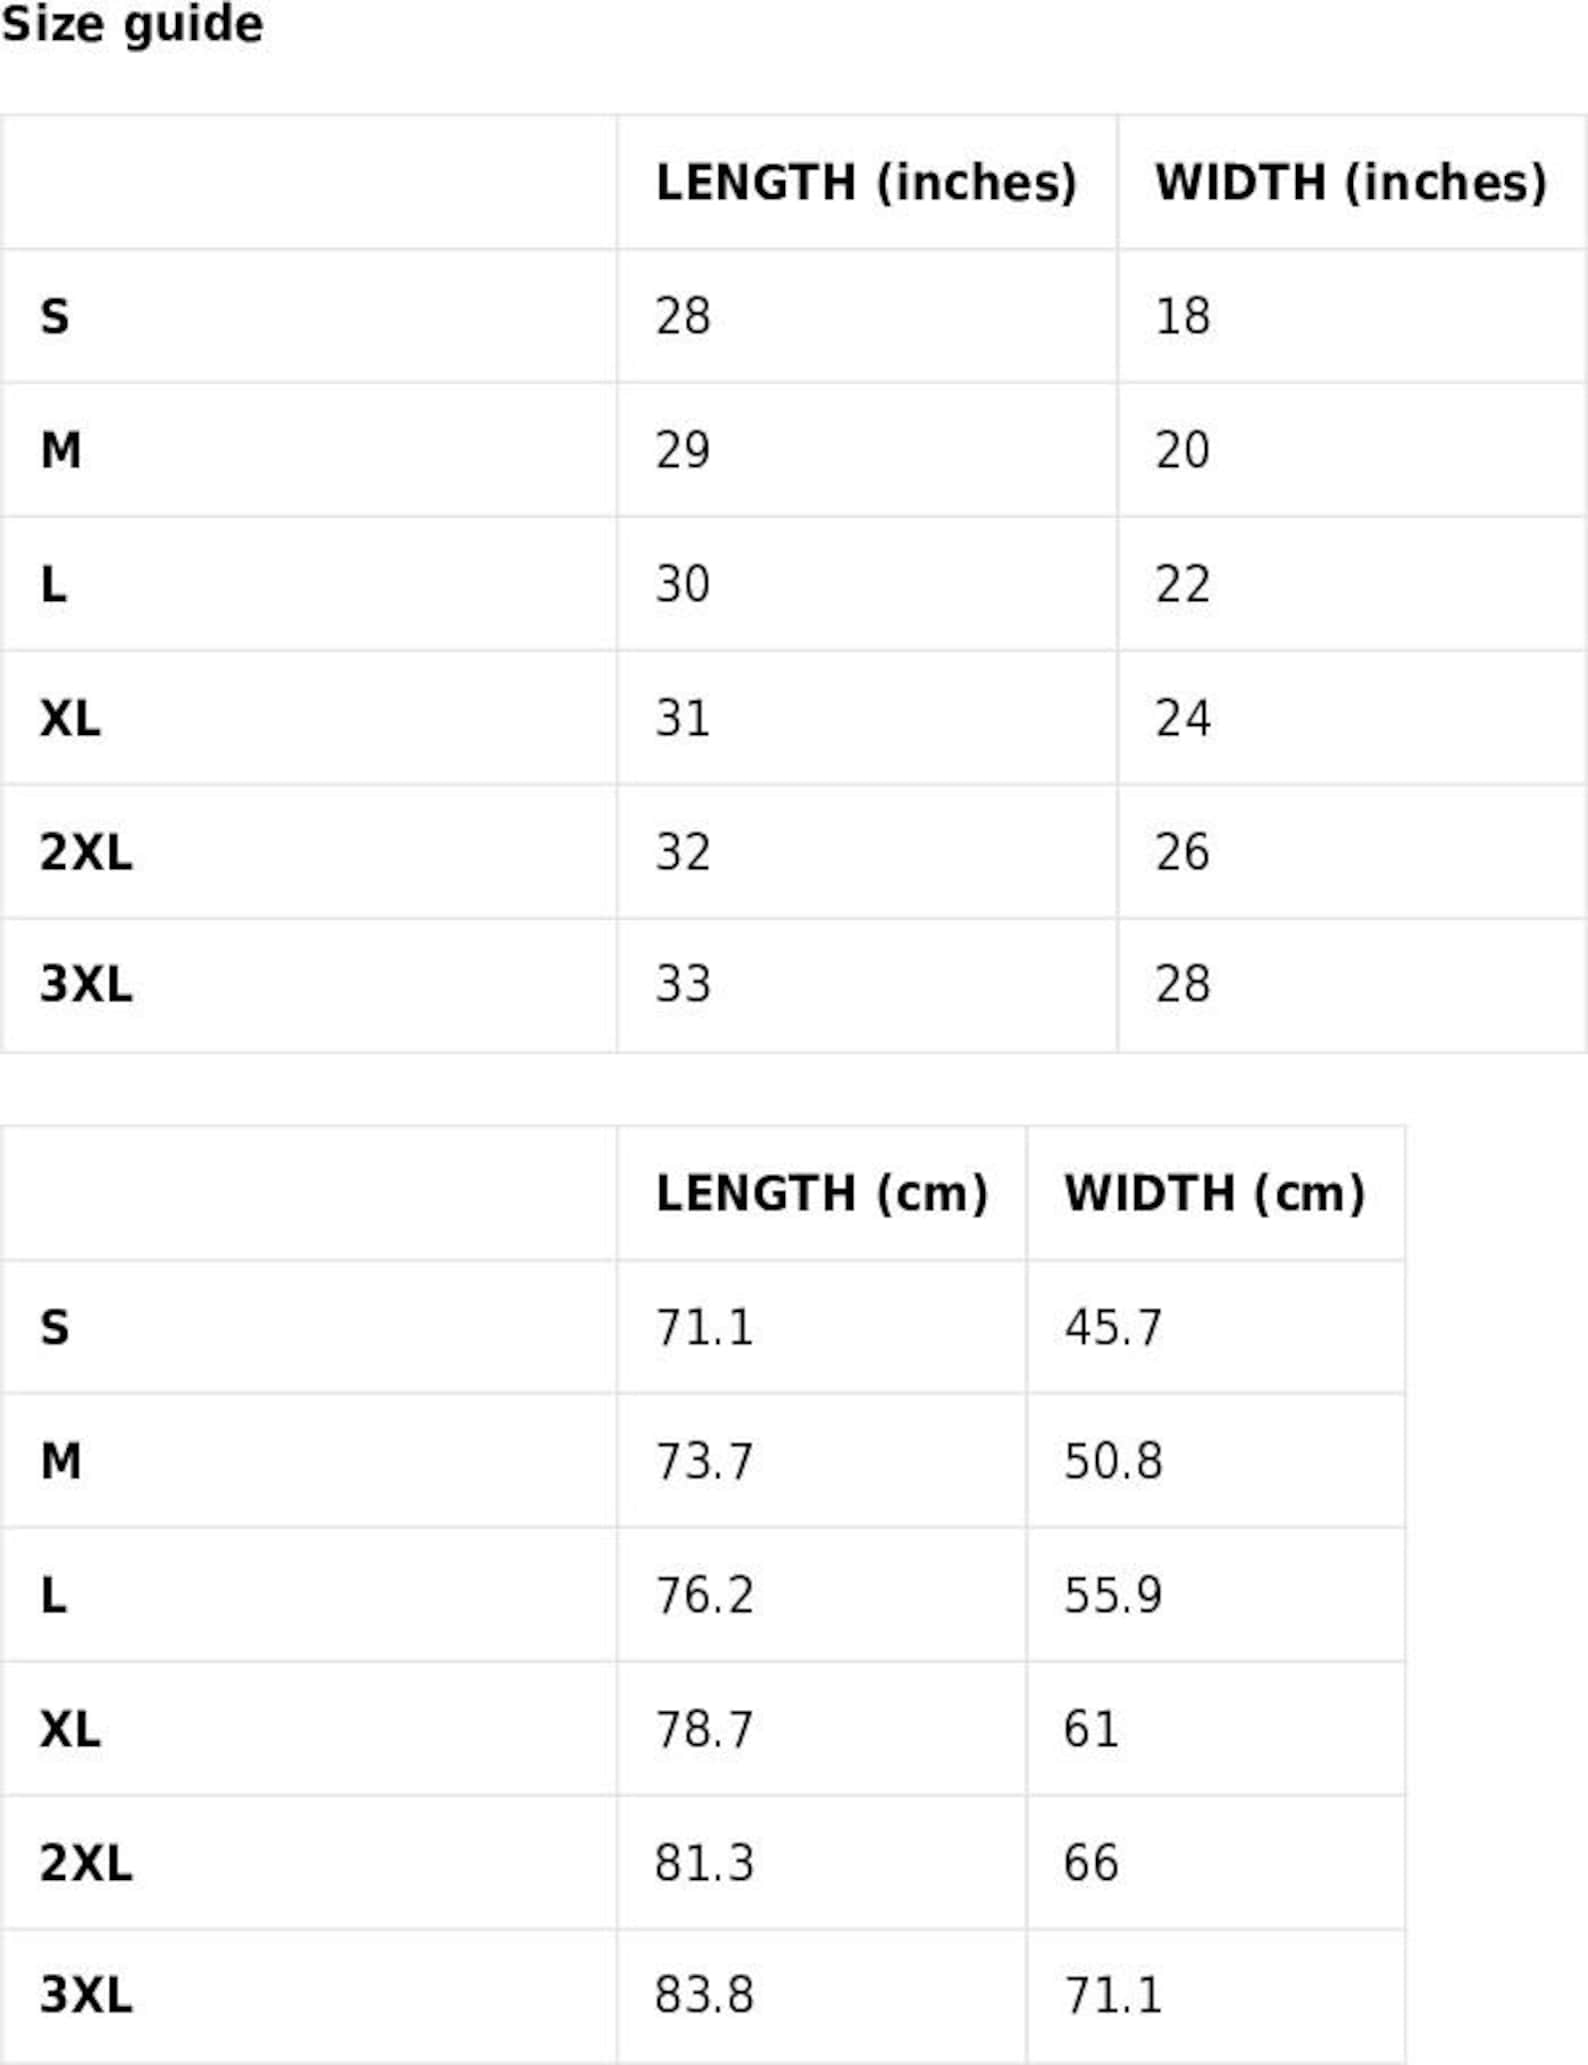 Size guide
LENGTH (inches) WIDTH (inches)
S 28 18
M 29 20
L 30 22
XL 31 24
2XL 32 26
3XL 33 28
LENGTH (cm) WIDTH (cm)
S 71.1 45.7
M 73.7 50.8
L 76.2 55.9
XL 78.7 61
2XL 81.3 66
3XL 83.8 71.1